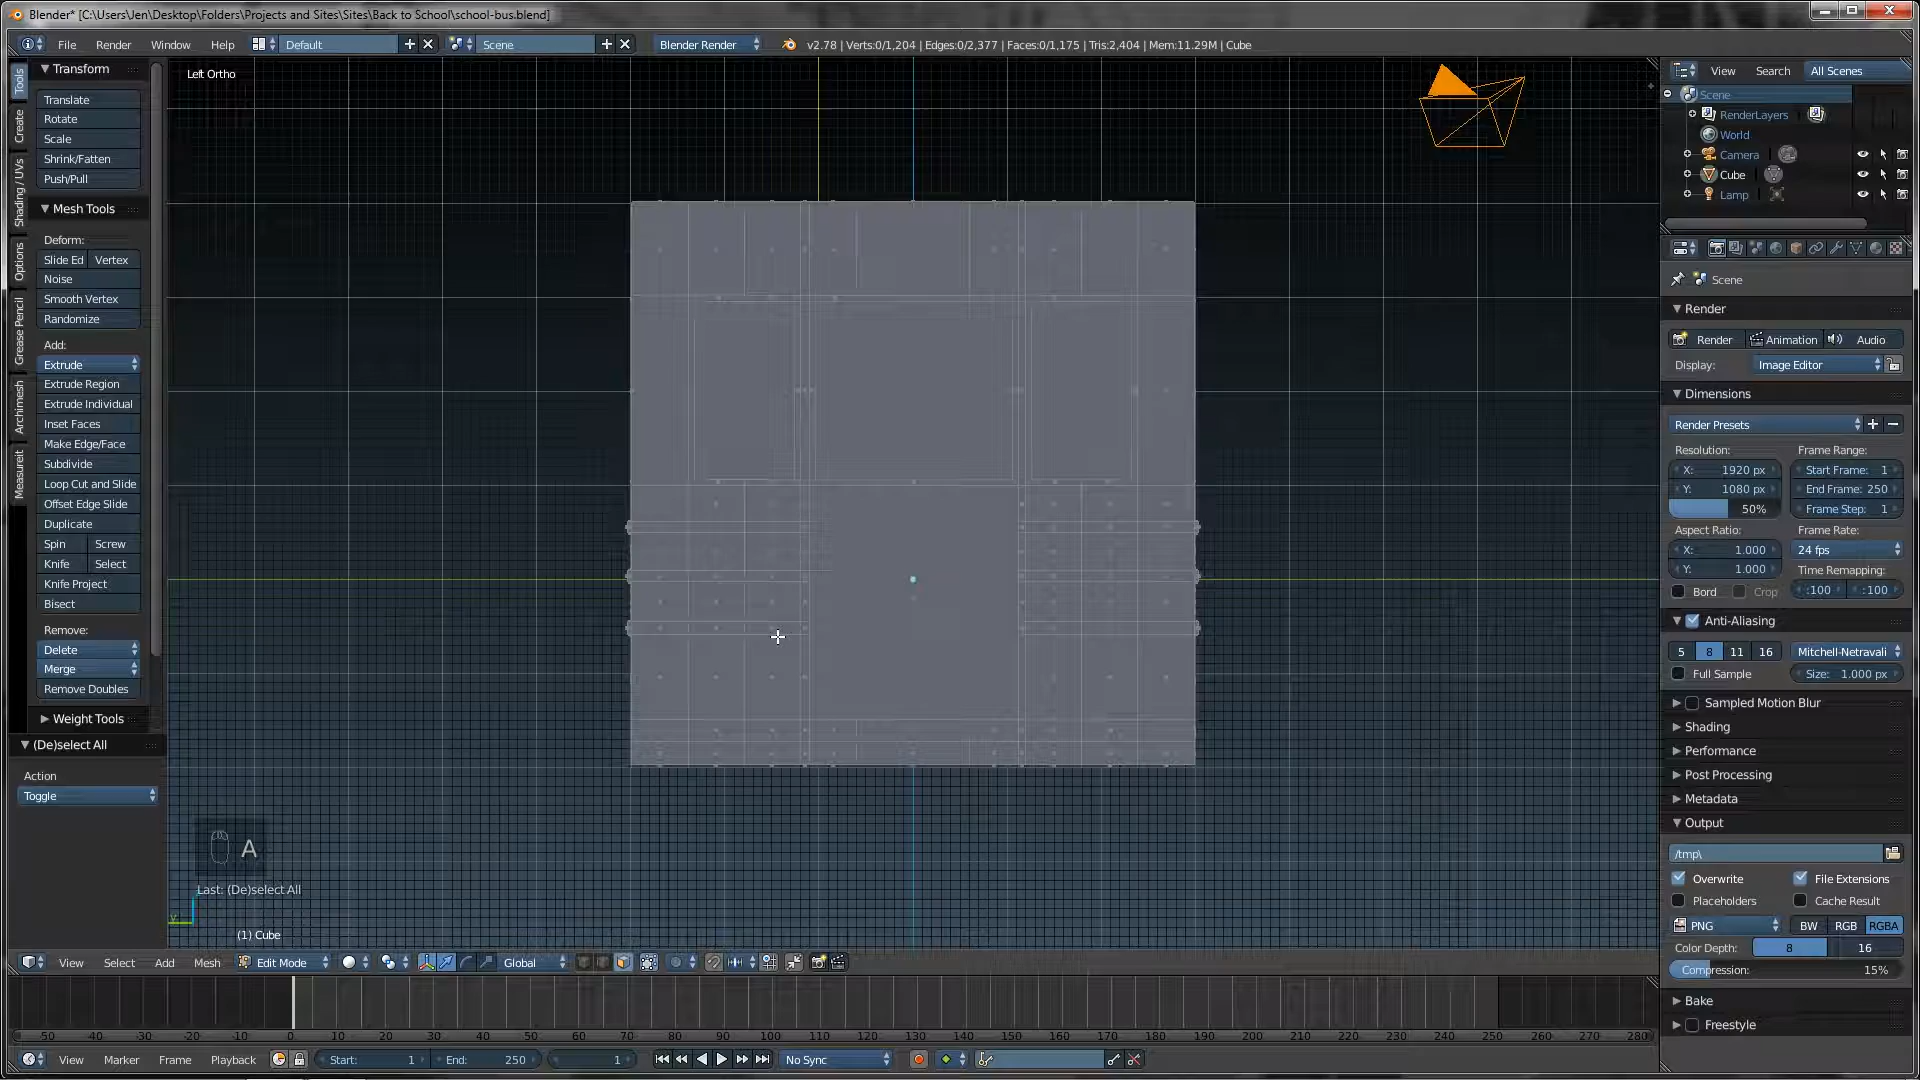 Blender* [C:\Users\Jen\Desktop\Folders\Projects and Sites\Sites\Back to School\school-bus.blend]
File Render Window Help Default Scene Blender Render v2.78 | Verts:0/1,204 | Edges:0/2,377 | Faces:0/1,175 | Tris:2,404 | Mem:11.29M | Cube
Tools
Create
Shading / UVs
Options
Grease Pencil
Archimesh
Measureit
Transform
Translate
Rotate
Scale
Shrink/Fatten
Push/Pull
Mesh Tools
Deform:
Slide Ed Vertex
Noise
Smooth Vertex
Randomize
Add:
Extrude
Extrude Region
Extrude Individual
Inset Faces
Make Edge/Face
Subdivide
Loop Cut and Slide
Offset Edge Slide
Duplicate
Spin Screw
Knife Select
Knife Project
Bisect
Remove:
Delete
Merge
Remove Doubles
Weight Tools
(De)select All
Action
Toggle
Left Ortho
A
Last: (De)select All
y
(1) Cube
View Select Add Mesh Edit Mode Global
-50 -40 -30 -20 -10 0 10 20 30 40 50 60 70 80 90 100 110 120 130 140 150 160 170 180 190 200 210 220 230 240 250 260 270 280
View Marker Frame Playback Start: 1 End: 250 1 No Sync
View Search All Scenes
Scene
RenderLayers
World
Camera
Cube
Lamp
Scene
Render
Render Animation Audio
Display: Image Editor
Dimensions
Render Presets
Resolution: Frame Range:
X: 1920 px Start Frame: 1
Y: 1080 px End Frame: 250
50% Frame Step: 1
Aspect Ratio: Frame Rate:
X: 1.000 24 fps
Y: 1.000 Time Remapping:
Bord Crop :100 :100
Anti-Aliasing
5 8 11 16 Mitchell-Netravali
Full Sample Size: 1.000 px
Sampled Motion Blur
Shading
Performance
Post Processing
Metadata
Output
/tmp\
Overwrite File Extensions
Placeholders Cache Result
PNG BW RGB RGBA
Color Depth: 8 16
Compression: 15%
Bake
Freestyle